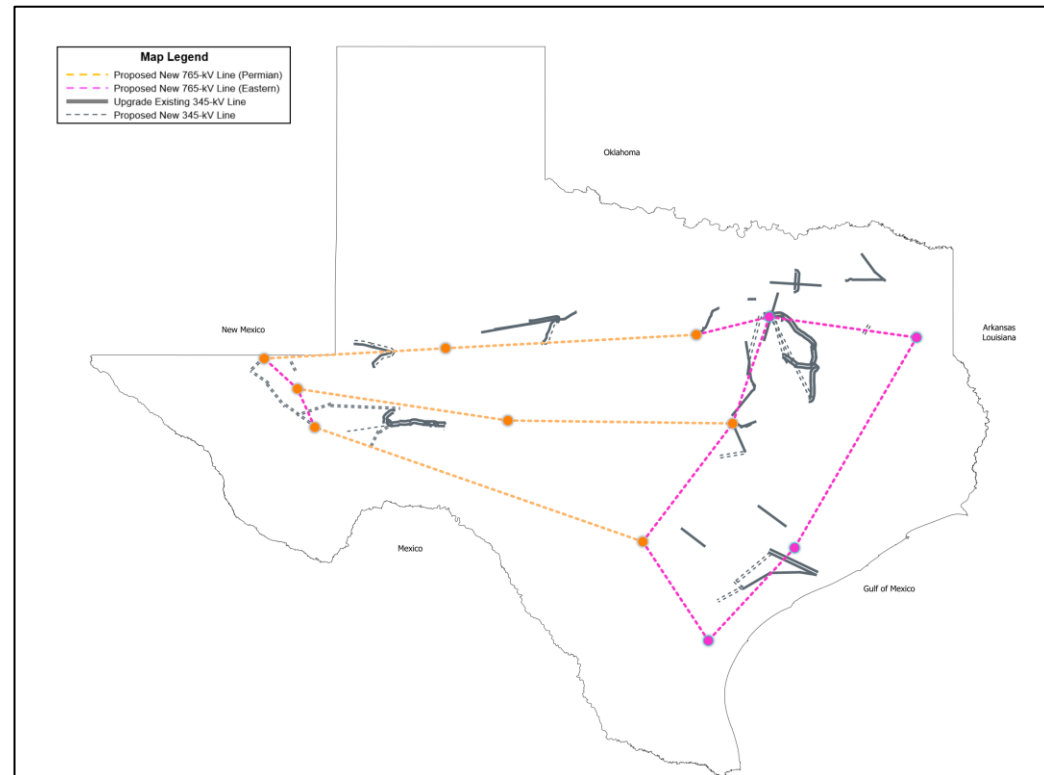 Map Legend
Proposed New 765-kV Line (Permian)
Proposed New 765-kV Line (Eastern)
Upgrade Existing 345-kV Line
Proposed New 345-kV Line
Oklahoma
New Mexico
Arkansas
Louisiana
Mexico
Gulf of Mexico